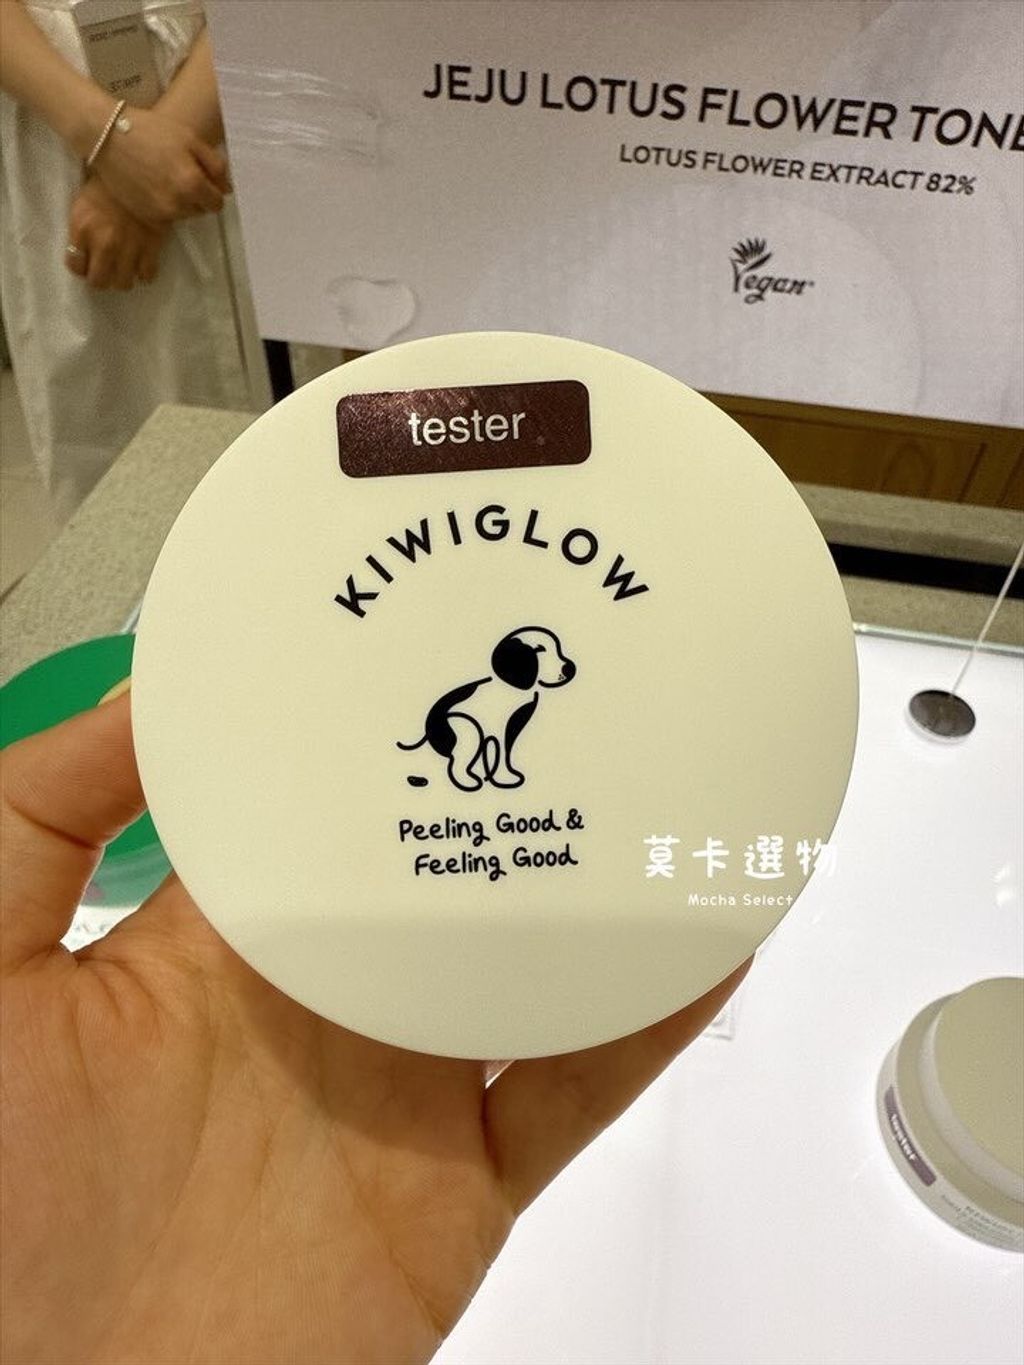 JEJU LOTUS FLOWER TONE
LOTUS FLOWER EXTRACT 82%
Vegan
tester
KIWIGLOW
Peeling Good &
Feeling Good
莫卡選物
Mocha Select
tester